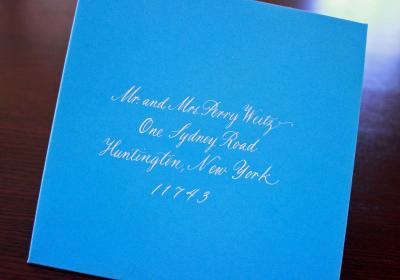 Mr. and Mrs. Perry Weitz
One Sydney Road
Huntington, New York
11743